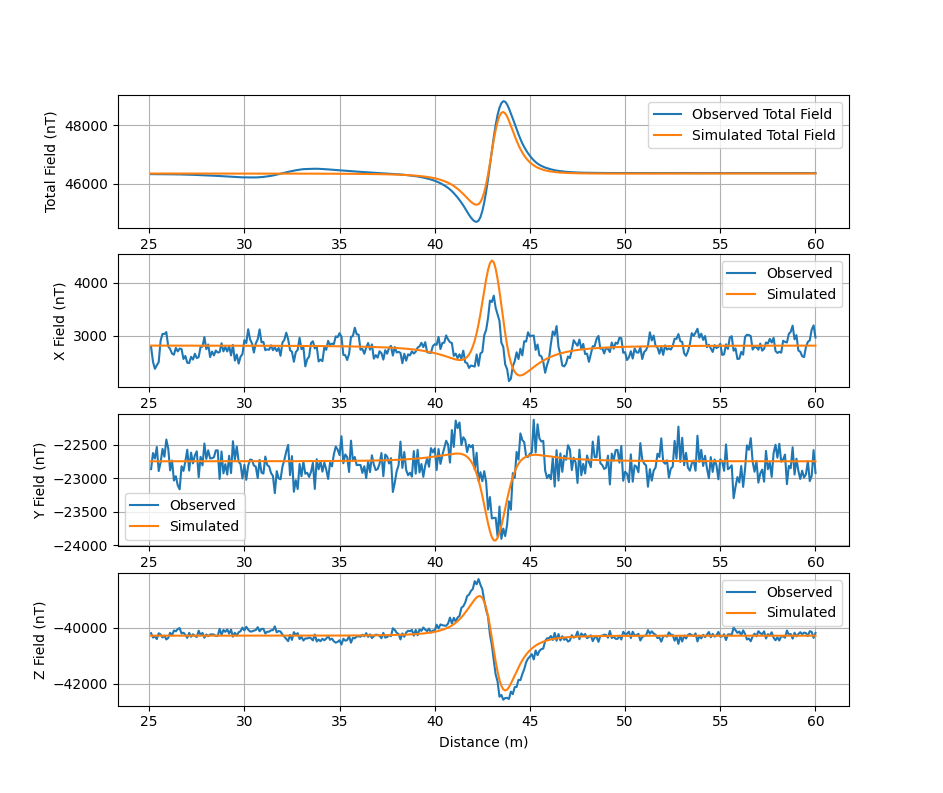 Total Field (nT)
48000
46000
Observed Total Field
Simulated Total Field
25 30 35 40 45 50 55 60
X Field (nT)
4000
3000
Observed
Simulated
25 30 35 40 45 50 55 60
Y Field (nT)
−22500
−23000
−23500
−24000
Observed
Simulated
25 30 35 40 45 50 55 60
Z Field (nT)
−40000
−42000
Observed
Simulated
25 30 35 40 45 50 55 60
Distance (m)